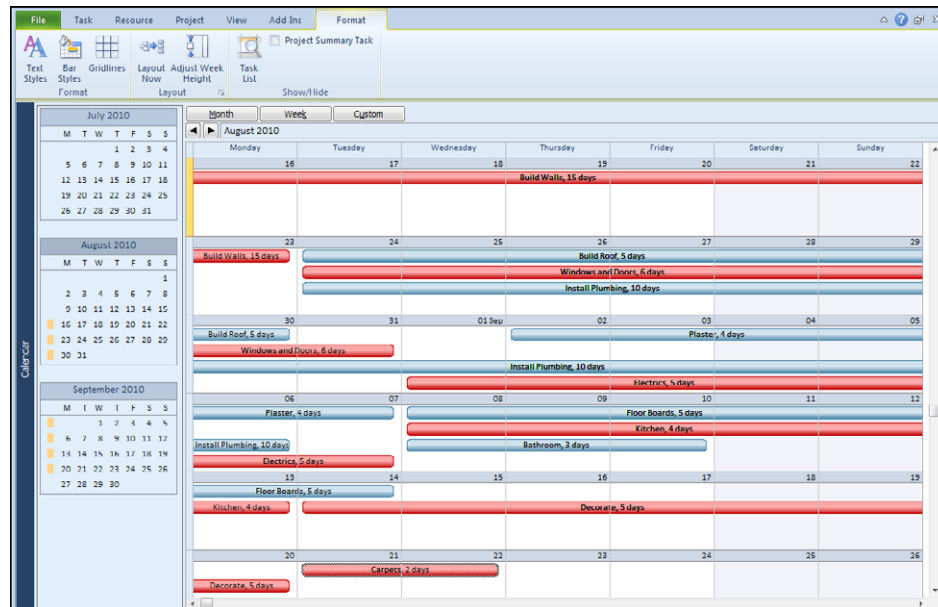 File Task Resource Project View Add Ins Format
Text Styles Bar Styles Gridlines Layout Now Adjust Week Height Task List Project Summary Task
Format Layout Show/Hide
Calendar
July 2010
M T W T F S S
1 2 3 4
5 6 7 8 9 10 11
12 13 14 15 16 17 18
19 20 21 22 23 24 25
26 27 28 29 30 31
August 2010
M T W T F S S
1
2 3 4 5 6 7 8
9 10 11 12 13 14 15
16 17 18 19 20 21 22
23 24 25 26 27 28 29
30 31
September 2010
M T W T F S S
1 2 3 4 5
6 7 8 9 10 11 12
13 14 15 16 17 18 19
20 21 22 23 24 25 26
27 28 29 30
Month Week Custom
August 2010
Monday Tuesday Wednesday Thursday Friday Saturday Sunday
16 17 18 19 20 21 22
Build Walls, 15 days
23 24 25 26 27 28 29
Build Walls, 15 days Build Roof, 5 days
Windows and Doors, 6 days
Install Plumbing, 10 days
30 31 01 Sep 02 03 04 05
Build Roof, 5 days Plaster, 4 days
Windows and Doors, 6 days
Install Plumbing, 10 days
Electrics, 5 days
06 07 08 09 10 11 12
Plaster, 4 days Floor Boards, 5 days
Kitchen, 4 days
Install Plumbing, 10 days Bathroom, 3 days
Electrics, 5 days
13 14 15 16 17 18 19
Floor Boards, 5 days
Kitchen, 4 days Decorate, 5 days
20 21 22 23 24 25 26
Carpets, 2 days
Decorate, 5 days